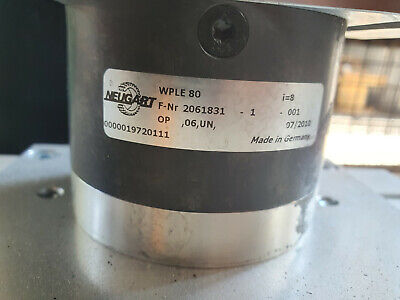 NEUGART
WPLE 80 i=8
F-Nr 2061831 - 1 - 001
OP ,06,UN, 07/2010
0000019720111 Made in Germany